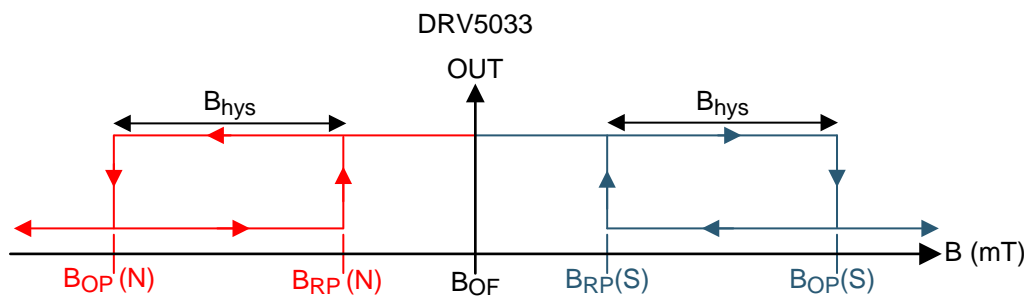 DRV5033
OUT
Bhys
Bhys
B (mT)
BOP (N)
BRP (N)
BOF
BRP(S)
BOP(S)